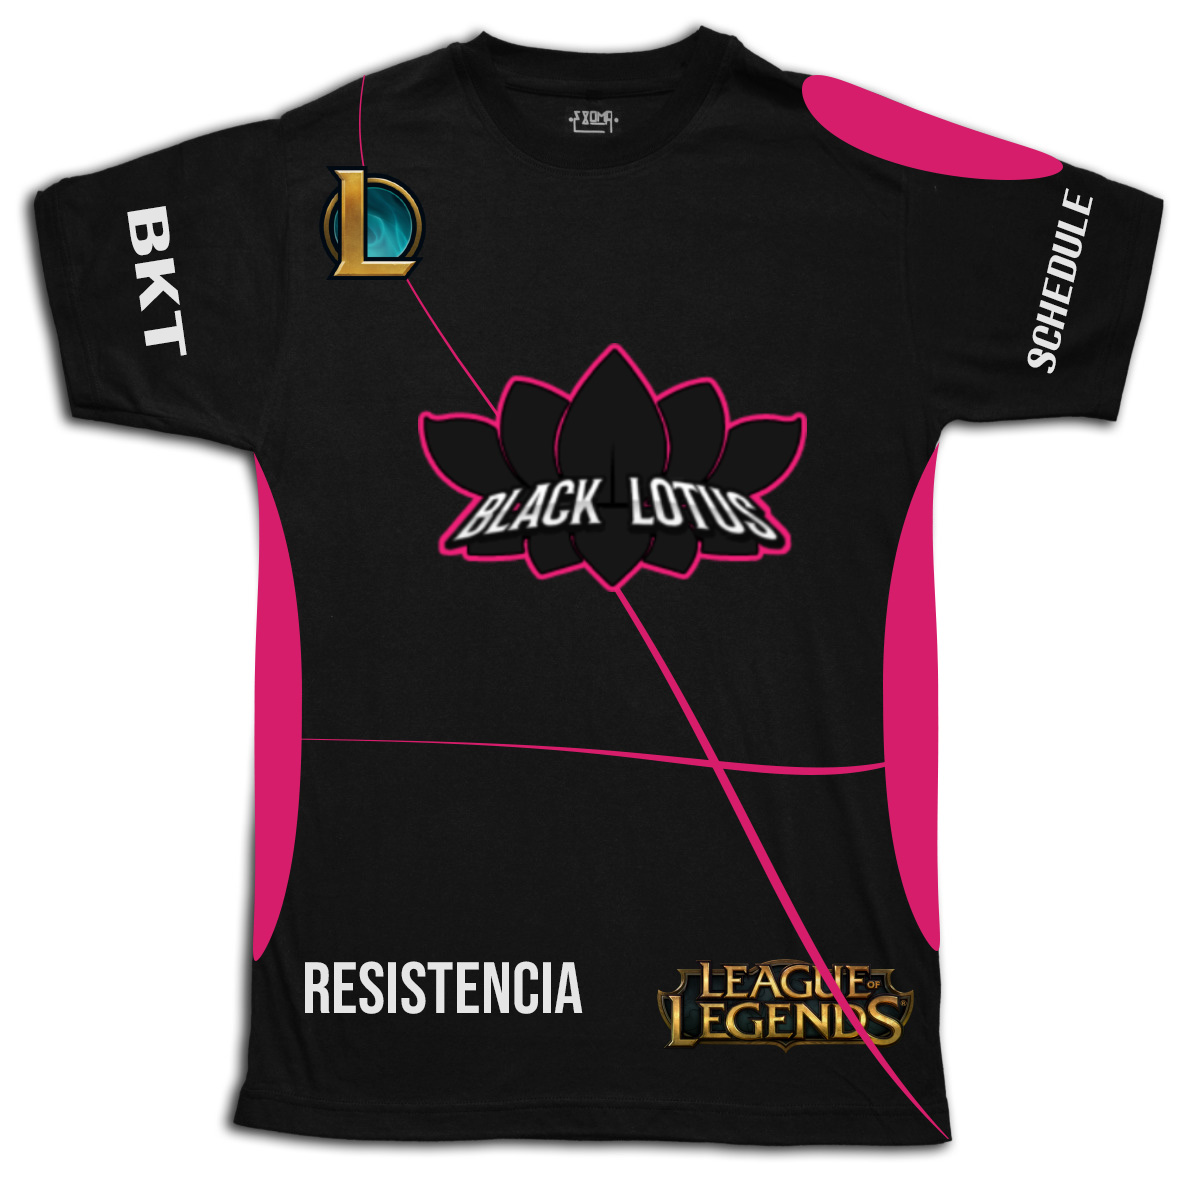 BKT
SCHEDULE
BLACK LOTUS
RESISTENCIA
LEAGUE OF
LEGENDS®